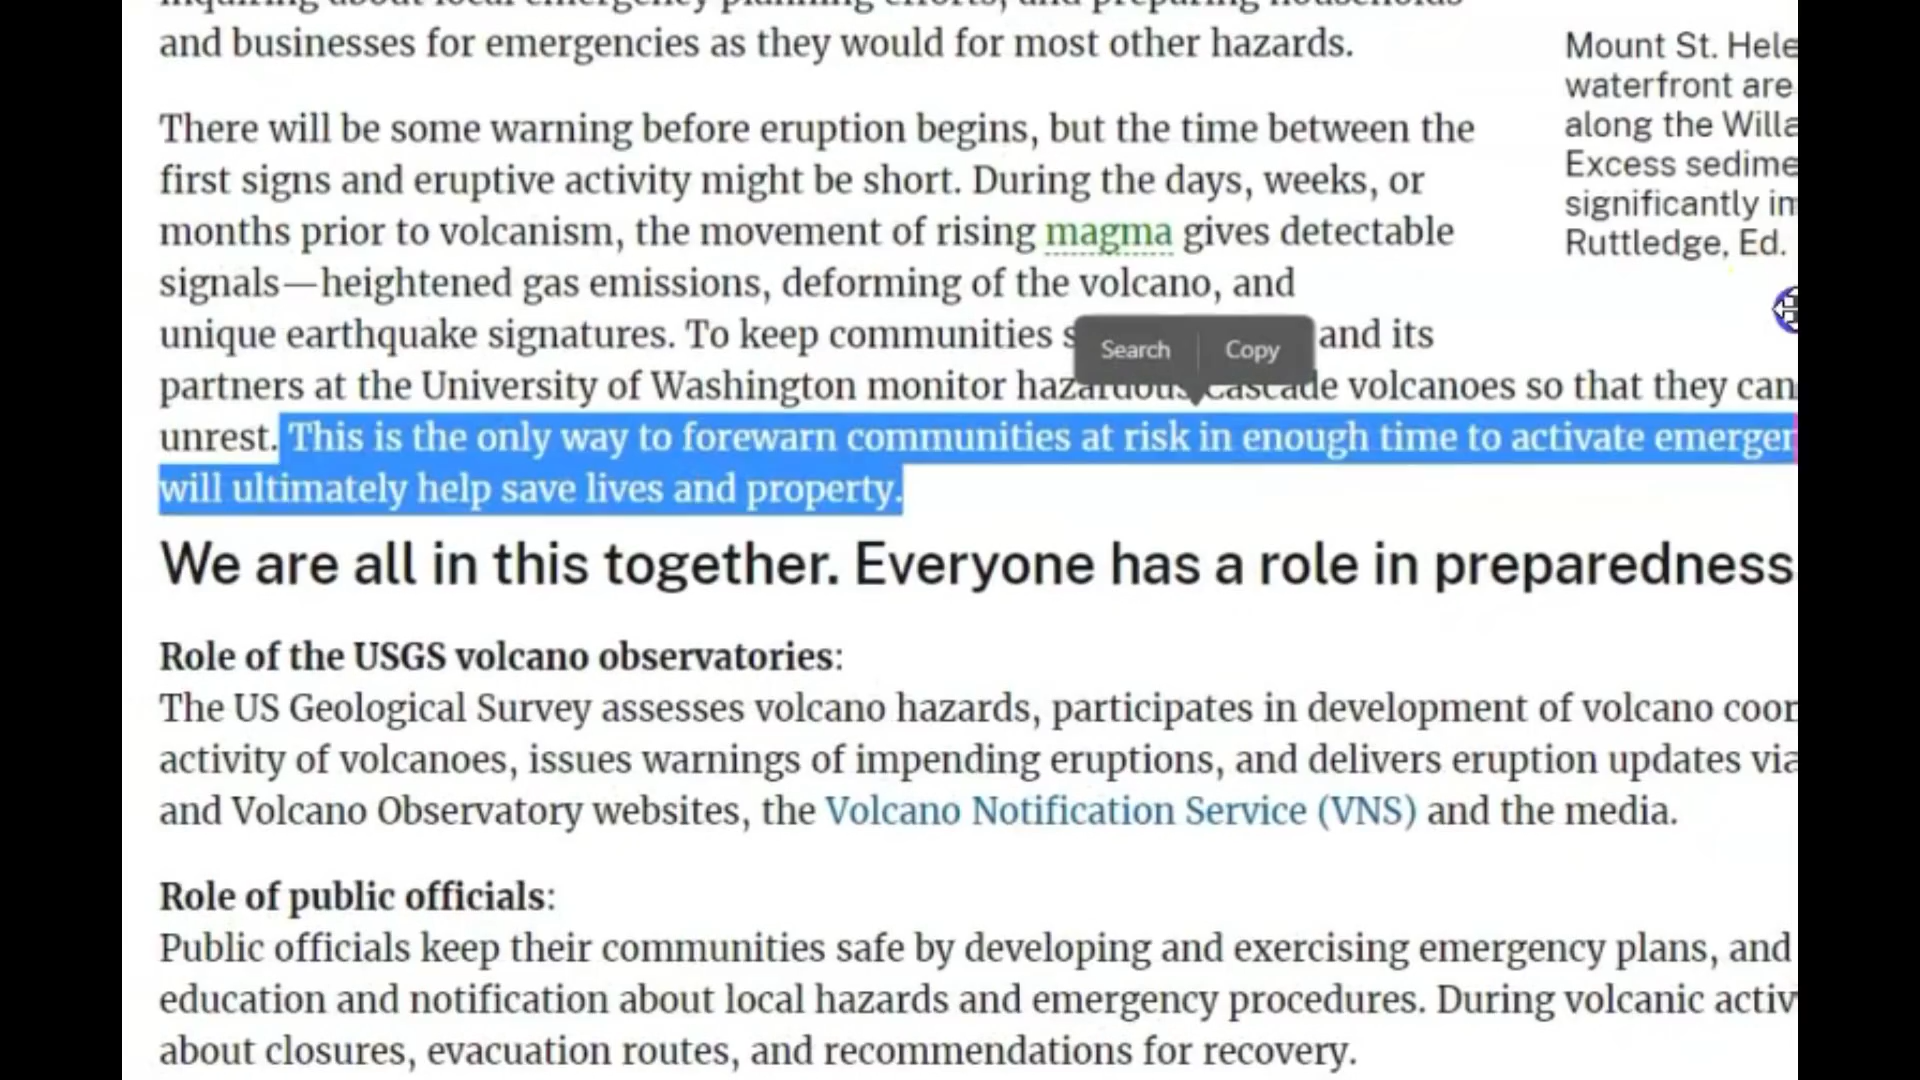 and businesses for emergencies as they would for most other hazards.
There will be some warning before eruption begins, but the time between the
first signs and eruptive activity might be short. During the days, weeks, or
months prior to volcanism, the movement of rising magma gives detectable
signals—heightened gas emissions, deforming of the volcano, and
unique earthquake signatures. To keep communities and its
partners at the University of Washington monitor hazardous Cascade volcanoes so that they can
unrest. This is the only way to forewarn communities at risk in enough time to activate
will ultimately help save lives and property.
Search Copy
We are all in this together. Everyone has a role in preparedness
Role of the USGS volcano observatories:
The US Geological Survey assesses volcano hazards, participates in development of volcano
activity of volcanoes, issues warnings of impending eruptions, and delivers eruption updates via
and Volcano Observatory websites, the Volcano Notification Service (VNS) and the media.
Role of public officials:
Public officials keep their communities safe by developing and exercising emergency plans, and
education and notification about local hazards and emergency procedures. During volcanic
about closures, evacuation routes, and recommendations for recovery.
Mount St.
waterfront are
along the
Excess
significantly
Ruttledge, Ed.